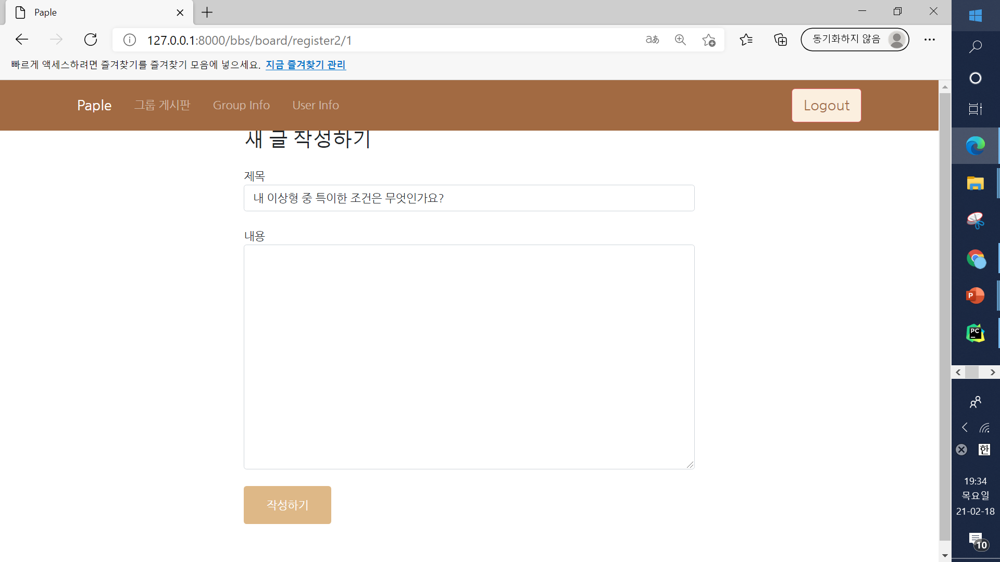 Paple
127.0.0.1:8000/bbs/board/register2/1
aあ
동기화하지 않음
빠르게 액세스하려면 즐겨찾기를 즐겨찾기 모음에 넣으세요. 지금 즐겨찾기 관리
Paple 그룹 게시판 Group Info User Info Logout
새 글 작성하기
제목
내 이상형 중 특이한 조건은 무엇인가요?
내용
작성하기
P
PC
한
19:34
목요일
21-02-18
10